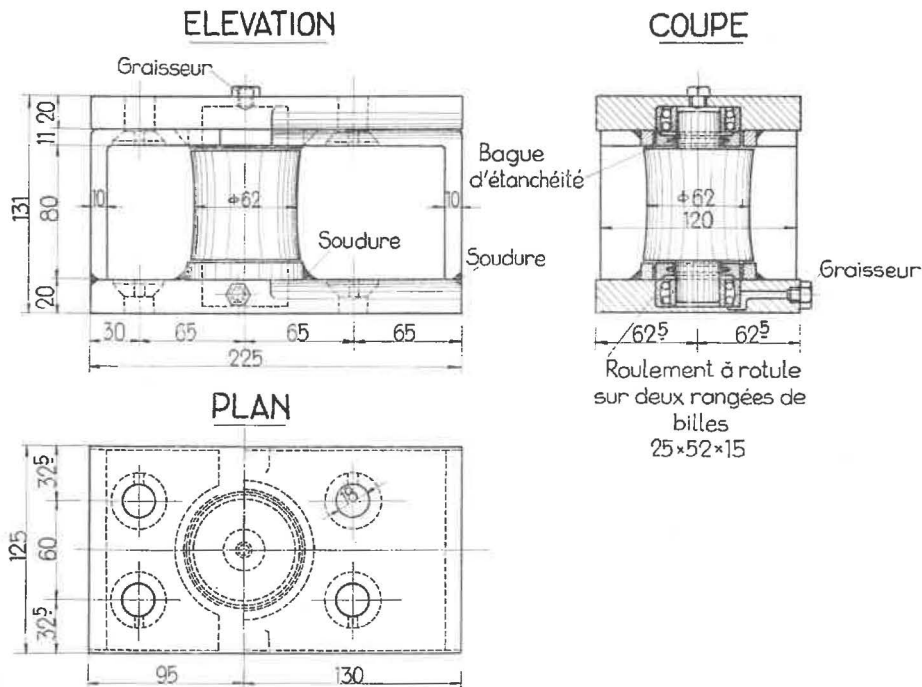 ELEVATION
COUPE
Graisseur
20
11
131
80
20
10
10
Φ62
Soudure
Soudure
30
65
65
65
225
Bague
d'étanchéité
Φ62
120
Graisseur
62⁵
62⁵
Roulement à rotule
sur deux rangées de
billes
25×52×15
PLAN
32⁵
125
60
32⁵
18
95
130